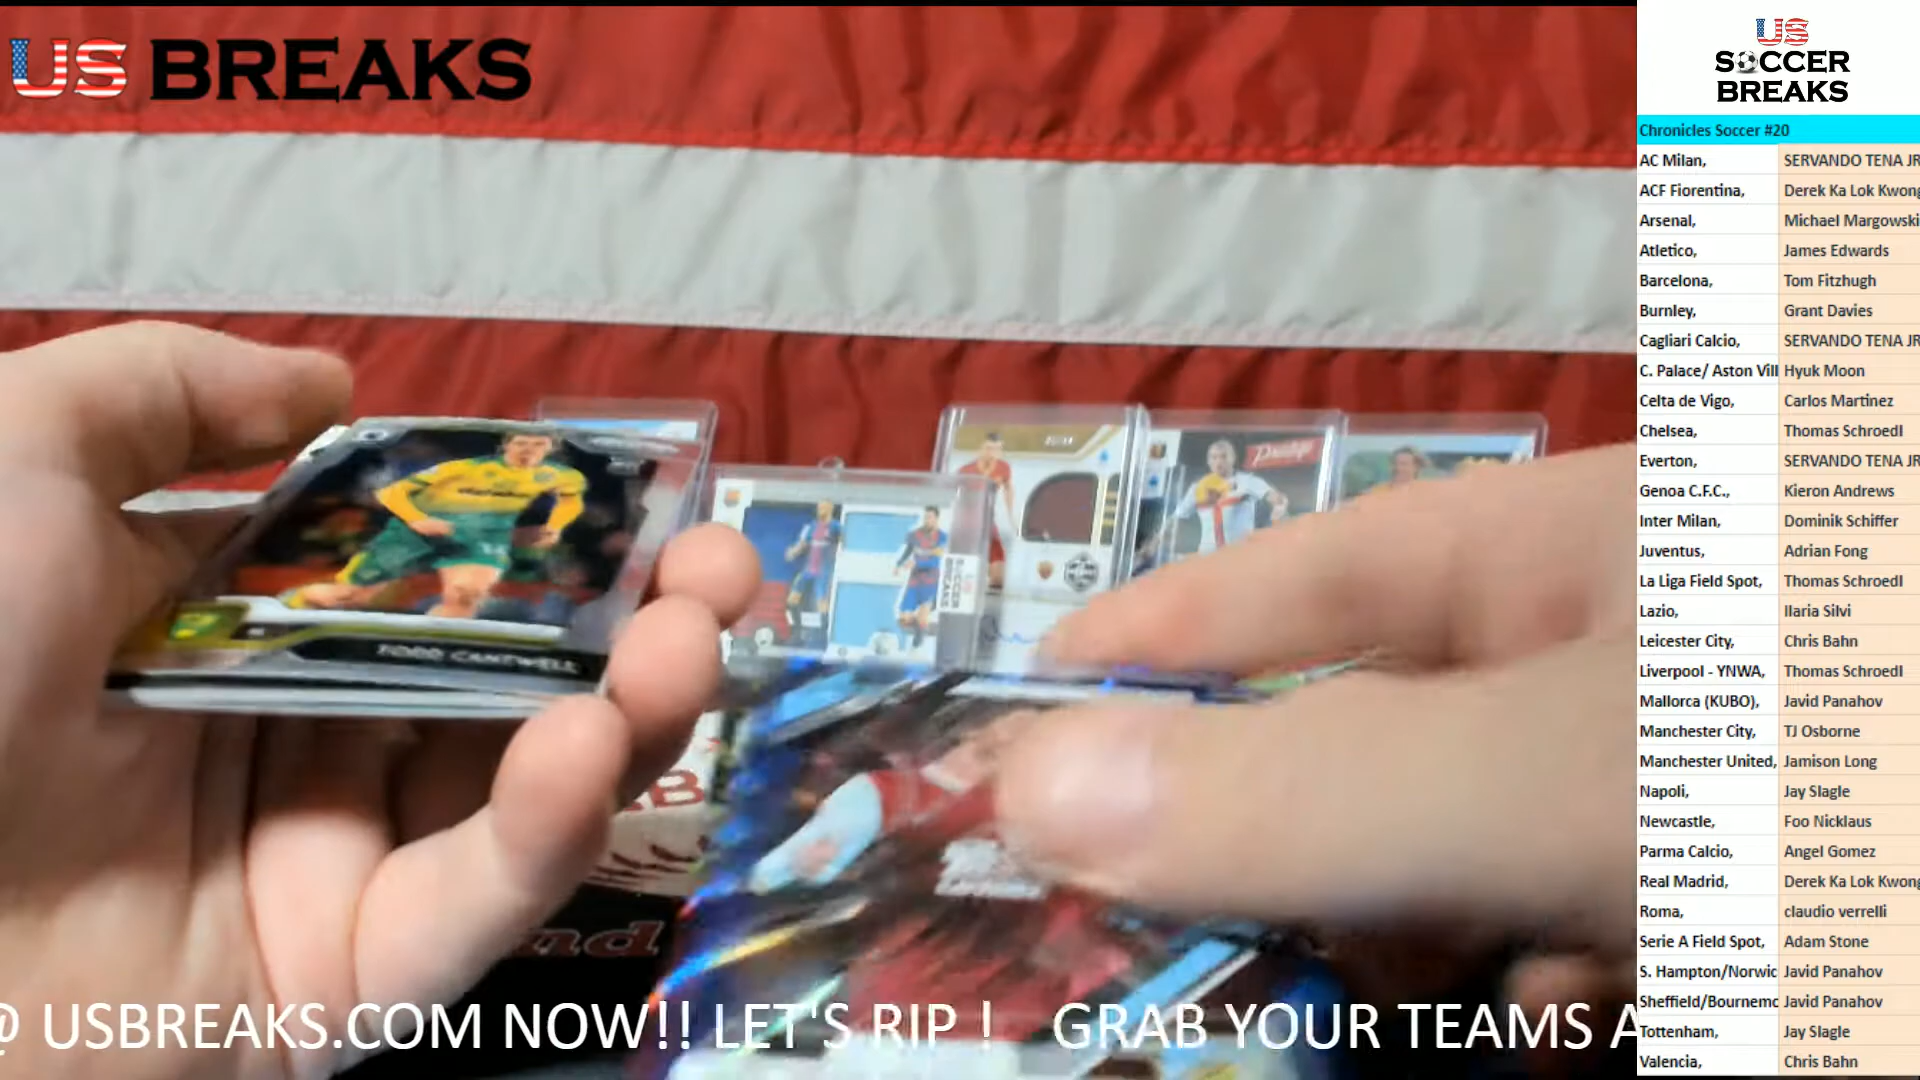 US BREAKS
US
SOCCER
BREAKS
Chronicles Soccer #20
AC Milan, SERVANDO TENA JR
ACF Fiorentina, Derek Ka Lok Kwong
Arsenal, Michael Margowski
Atletico, James Edwards
Barcelona, Tom Fitzhugh
Burnley, Grant Davies
Cagliari Calcio, SERVANDO TENA JR
C. Palace/ Aston Vill Hyuk Moon
Celta de Vigo, Carlos Martinez
Chelsea, Thomas Schroedl
Everton, SERVANDO TENA JR
Genoa C.F.C., Kieron Andrews
Inter Milan, Dominik Schiffer
Juventus, Adrian Fong
La Liga Field Spot, Thomas Schroedl
Lazio, Ilaria Silvi
Leicester City, Chris Bahn
Liverpool - YNWA, Thomas Schroedl
Mallorca (KUBO), Javid Panahov
Manchester City, TJ Osborne
Manchester United, Jamison Long
Napoli, Jay Slagle
Newcastle, Foo Nicklaus
Parma Calcio, Angel Gomez
Real Madrid, Derek Ka Lok Kwong
Roma, claudio verrelli
Serie A Field Spot, Adam Stone
S. Hampton/Norwic Javid Panahov
Sheffield/Bournemo Javid Panahov
Tottenham, Jay Slagle
Valencia, Chris Bahn
Prestige
TODD CANTWELL
US
SOCCER
BREAKS
@ USBREAKS.COM NOW!! LET'S RIP ! GRAB YOUR TEAMS A